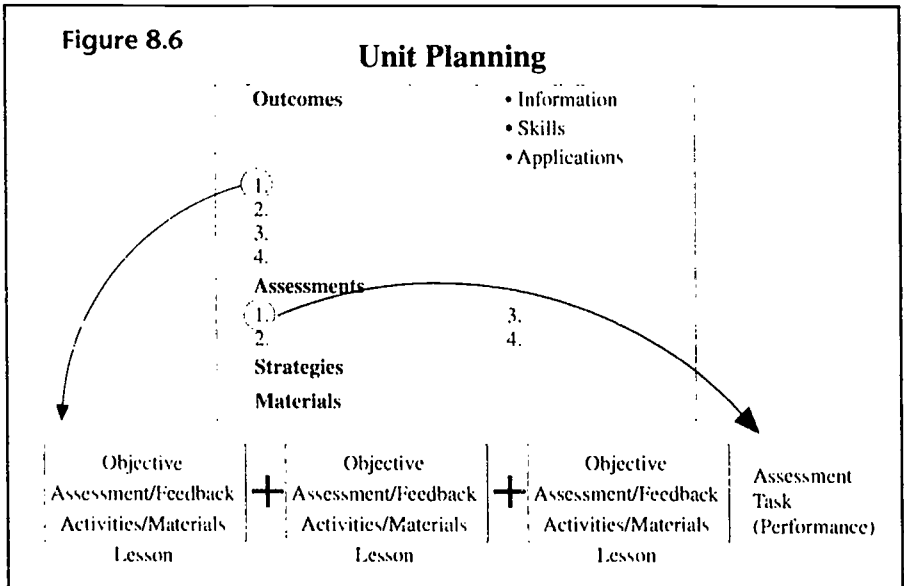 Figure 8.6
Unit Planning
Outcomes
• Information
• Skills
• Applications
1.
2.
3.
4.
Assessments
1.
2.
3.
4.
Strategies
Materials
Objective
Assessment/Feedback
Activities/Materials
Lesson
+
Objective
Assessment/Feedback
Activities/Materials
Lesson
+
Objective
Assessment/Feedback
Activities/Materials
Lesson
Assessment
Task
(Performance)